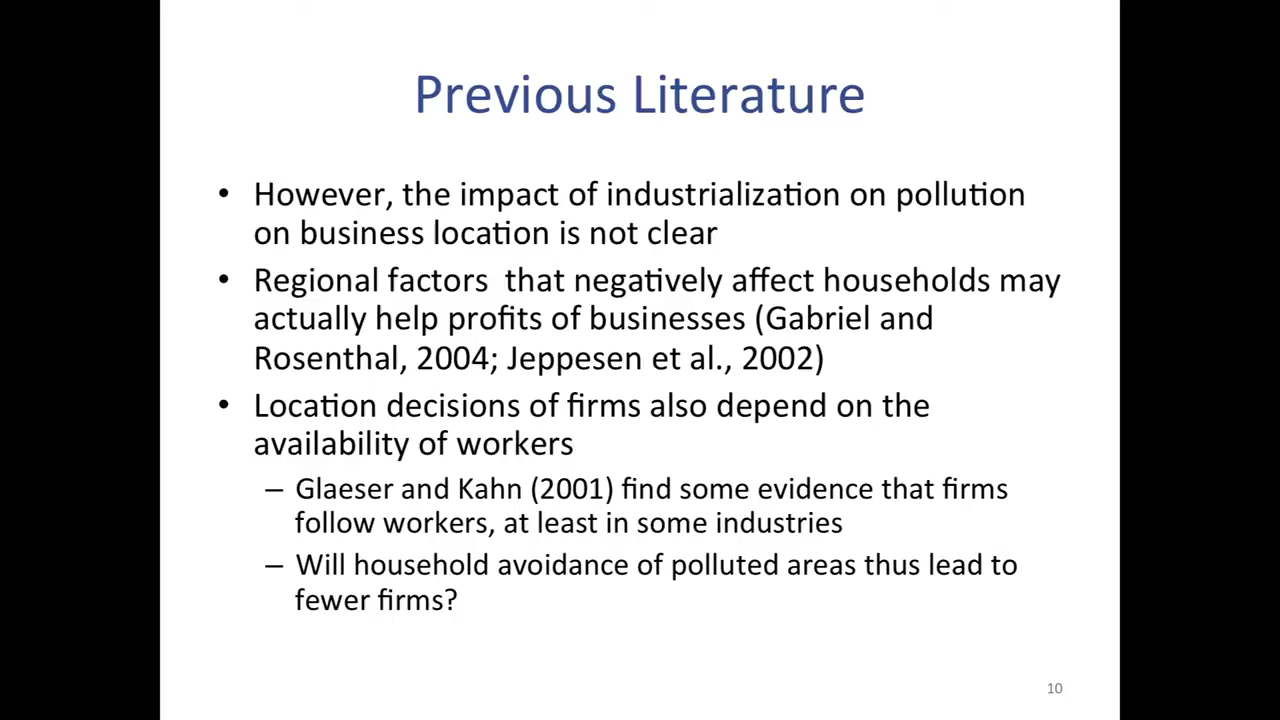 Previous Literature
• However, the impact of industrialization on pollution
on business location is not clear
• Regional factors  that negatively affect households may
actually help profits of businesses (Gabriel and
Rosenthal, 2004; Jeppesen et al., 2002)
• Location decisions of firms also depend on the
availability of workers
– Glaeser and Kahn (2001) find some evidence that firms
follow workers, at least in some industries
– Will household avoidance of polluted areas thus lead to
fewer firms?
10